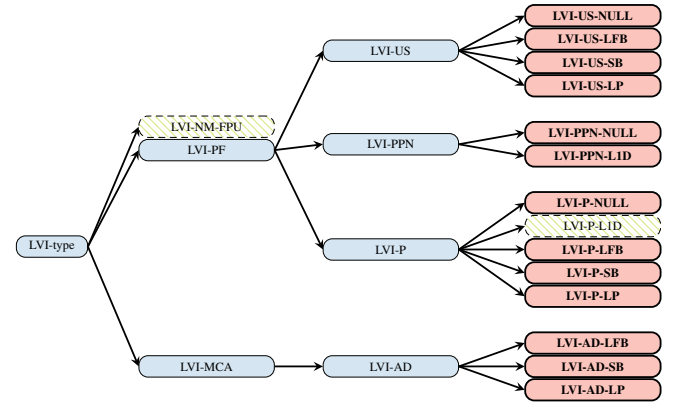 LVI-type
LVI-NM-FPU
LVI-PF
LVI-MCA
LVI-US
LVI-PPN
LVI-P
LVI-AD
LVI-US-NULL
LVI-US-LFB
LVI-US-SB
LVI-US-LP
LVI-PPN-NULL
LVI-PPN-L1D
LVI-P-NULL
LVI-P-L1D
LVI-P-LFB
LVI-P-SB
LVI-P-LP
LVI-AD-LFB
LVI-AD-SB
LVI-AD-LP